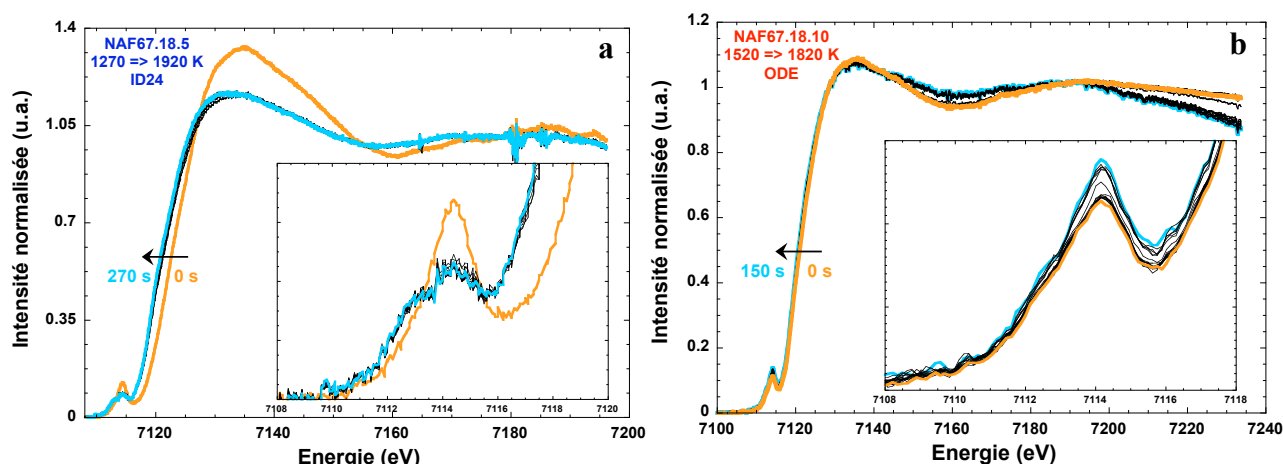 NAF67.18.5
1270 => 1920 K
ID24
a
Intensité normalisée (u.a.)
1.4
1.05
0.7
0.35
0
270 s
0 s
7108 7110 7112 7114 7116 7118 7120
7120 7140 7160 7180 7200
Energie (eV)
NAF67.18.10
1520 => 1820 K
ODE
b
Intensité normalisée (u.a.)
1.2
1
0.8
0.6
0.4
0.2
0
150 s
0 s
7108 7110 7112 7114 7116 7118
7100 7120 7140 7160 7180 7200 7220 7240
Energie (eV)